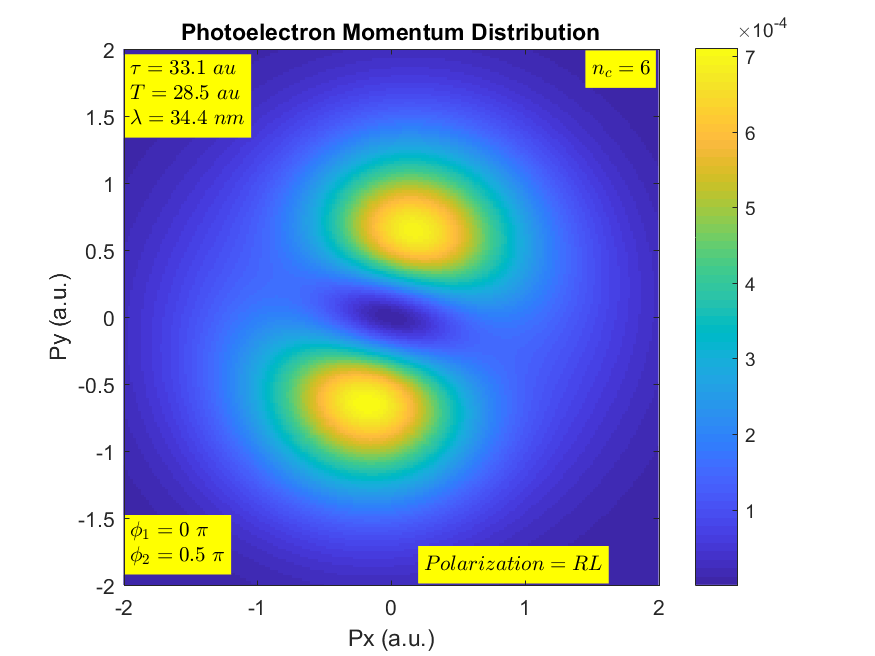 Photoelectron Momentum Distribution
×10⁻⁴
τ = 33.1 au
T = 28.5 au
λ = 34.4 nm
n_c = 6
ϕ₁ = 0 π
ϕ₂ = 0.5 π
Polarization = RL
Py (a.u.)
2
1.5
1
0.5
0
-0.5
-1
-1.5
-2
-2 -1 0 1 2
Px (a.u.)
7
6
5
4
3
2
1